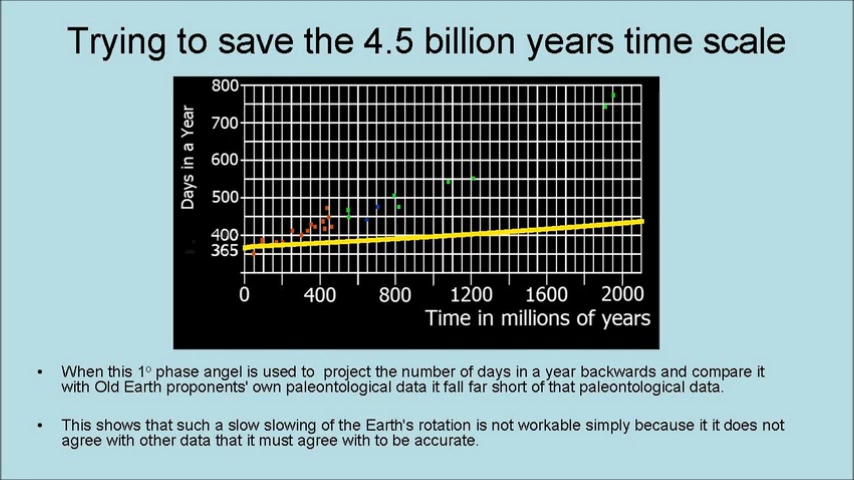 Trying to save the 4.5 billion years time scale
800
700
600
500
400
365
Days in a Year
0 400 800 1200 1600 2000
Time in millions of years
• When this 1º phase angel is used to project the number of days in a year backwards and compare it
with Old Earth proponents' own paleontological data it fall far short of that paleontological data.
• This shows that such a slow slowing of the Earth's rotation is not workable simply because it it does not
agree with other data that it must agree with to be accurate.